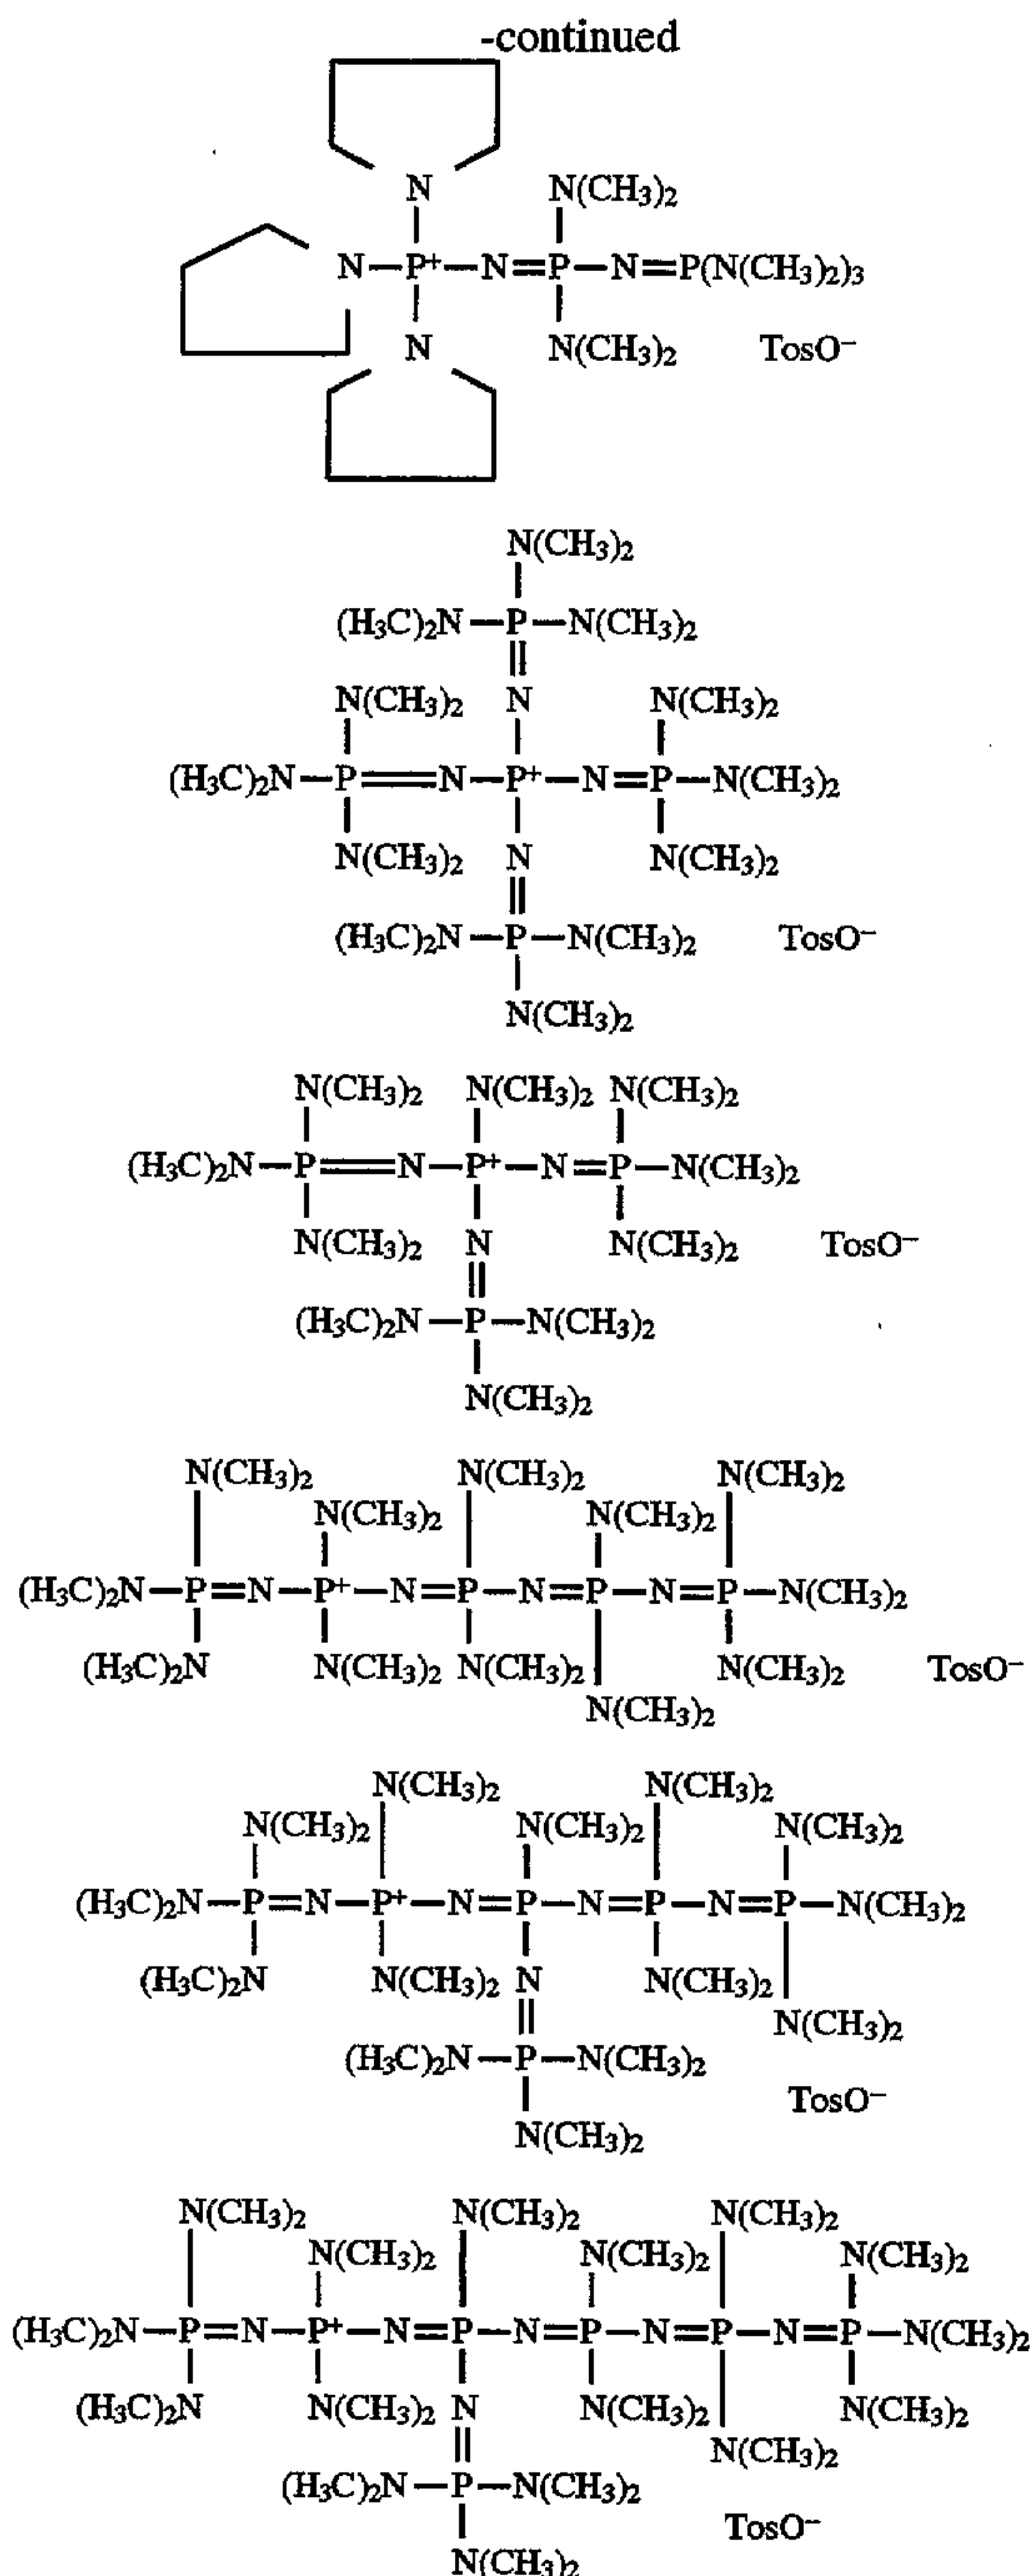 -continued
N
N(CH₃)₂
N—P⁺—N=P—N=P(N(CH₃)₂)₃
N
N(CH₃)₂
TosO⁻
N(CH₃)₂
(H₃C)₂N—P—N(CH₃)₂
N(CH₃)₂
N
N(CH₃)₂
(H₃C)₂N—P=N—P⁺—N=P—N(CH₃)₂
N(CH₃)₂
N
N(CH₃)₂
(H₃C)₂N—P—N(CH₃)₂
TosO⁻
N(CH₃)₂
N(CH₃)₂ N(CH₃)₂ N(CH₃)₂
(H₃C)₂N—P=N—P⁺—N=P—N(CH₃)₂
N(CH₃)₂ N N(CH₃)₂ TosO⁻
(H₃C)₂N—P—N(CH₃)₂
N(CH₃)₂
N(CH₃)₂ N(CH₃)₂ N(CH₃)₂
N(CH₃)₂ N(CH₃)₂
(H₃C)₂N—P=N—P⁺—N=P—N=P—N=P—N(CH₃)₂
(H₃C)₂N N(CH₃)₂ N(CH₃)₂ N(CH₃)₂ TosO⁻
N(CH₃)₂
N(CH₃)₂ N(CH₃)₂
N(CH₃)₂ N(CH₃)₂ N(CH₃)₂
(H₃C)₂N—P=N—P⁺—N=P—N=P—N=P—N(CH₃)₂
(H₃C)₂N N(CH₃)₂ N N(CH₃)₂
N(CH₃)₂
(H₃C)₂N—P—N(CH₃)₂
TosO⁻
N(CH₃)₂
N(CH₃)₂ N(CH₃)₂ N(CH₃)₂
N(CH₃)₂ N(CH₃)₂ N(CH₃)₂
(H₃C)₂N—P=N—P⁺—N=P—N=P—N=P—N=P—N(CH₃)₂
(H₃C)₂N N(CH₃)₂ N N(CH₃)₂ N(CH₃)₂
N(CH₃)₂
(H₃C)₂N—P—N(CH₃)₂
TosO⁻
N(CH₃)₂